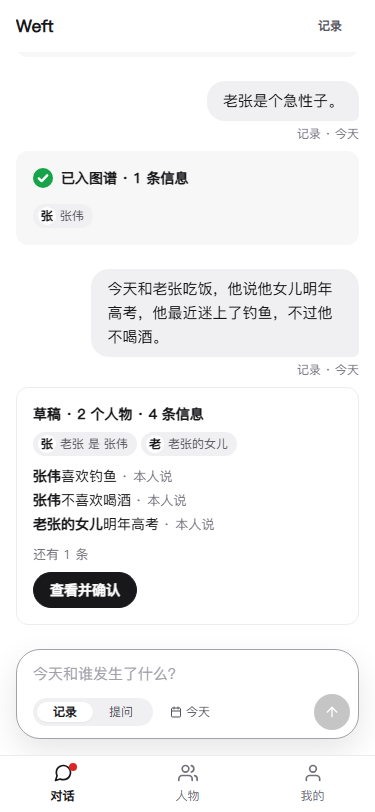 Weft
记录
老张是个急性子。
记录 · 今天
已入图谱 · 1 条信息
张 张伟
今天和老张吃饭，他说他女儿明年
高考，他最近迷上了钓鱼，不过他
不喝酒。
记录 · 今天
草稿 · 2 个人物 · 4 条信息
张 老张 是 张伟 老 老张的女儿
张伟喜欢钓鱼 · 本人说
张伟不喜欢喝酒 · 本人说
老张的女儿明年高考 · 本人说
还有 1 条
查看并确认
今天和谁发生了什么?
记录 提问 今天
对话 人物 我的